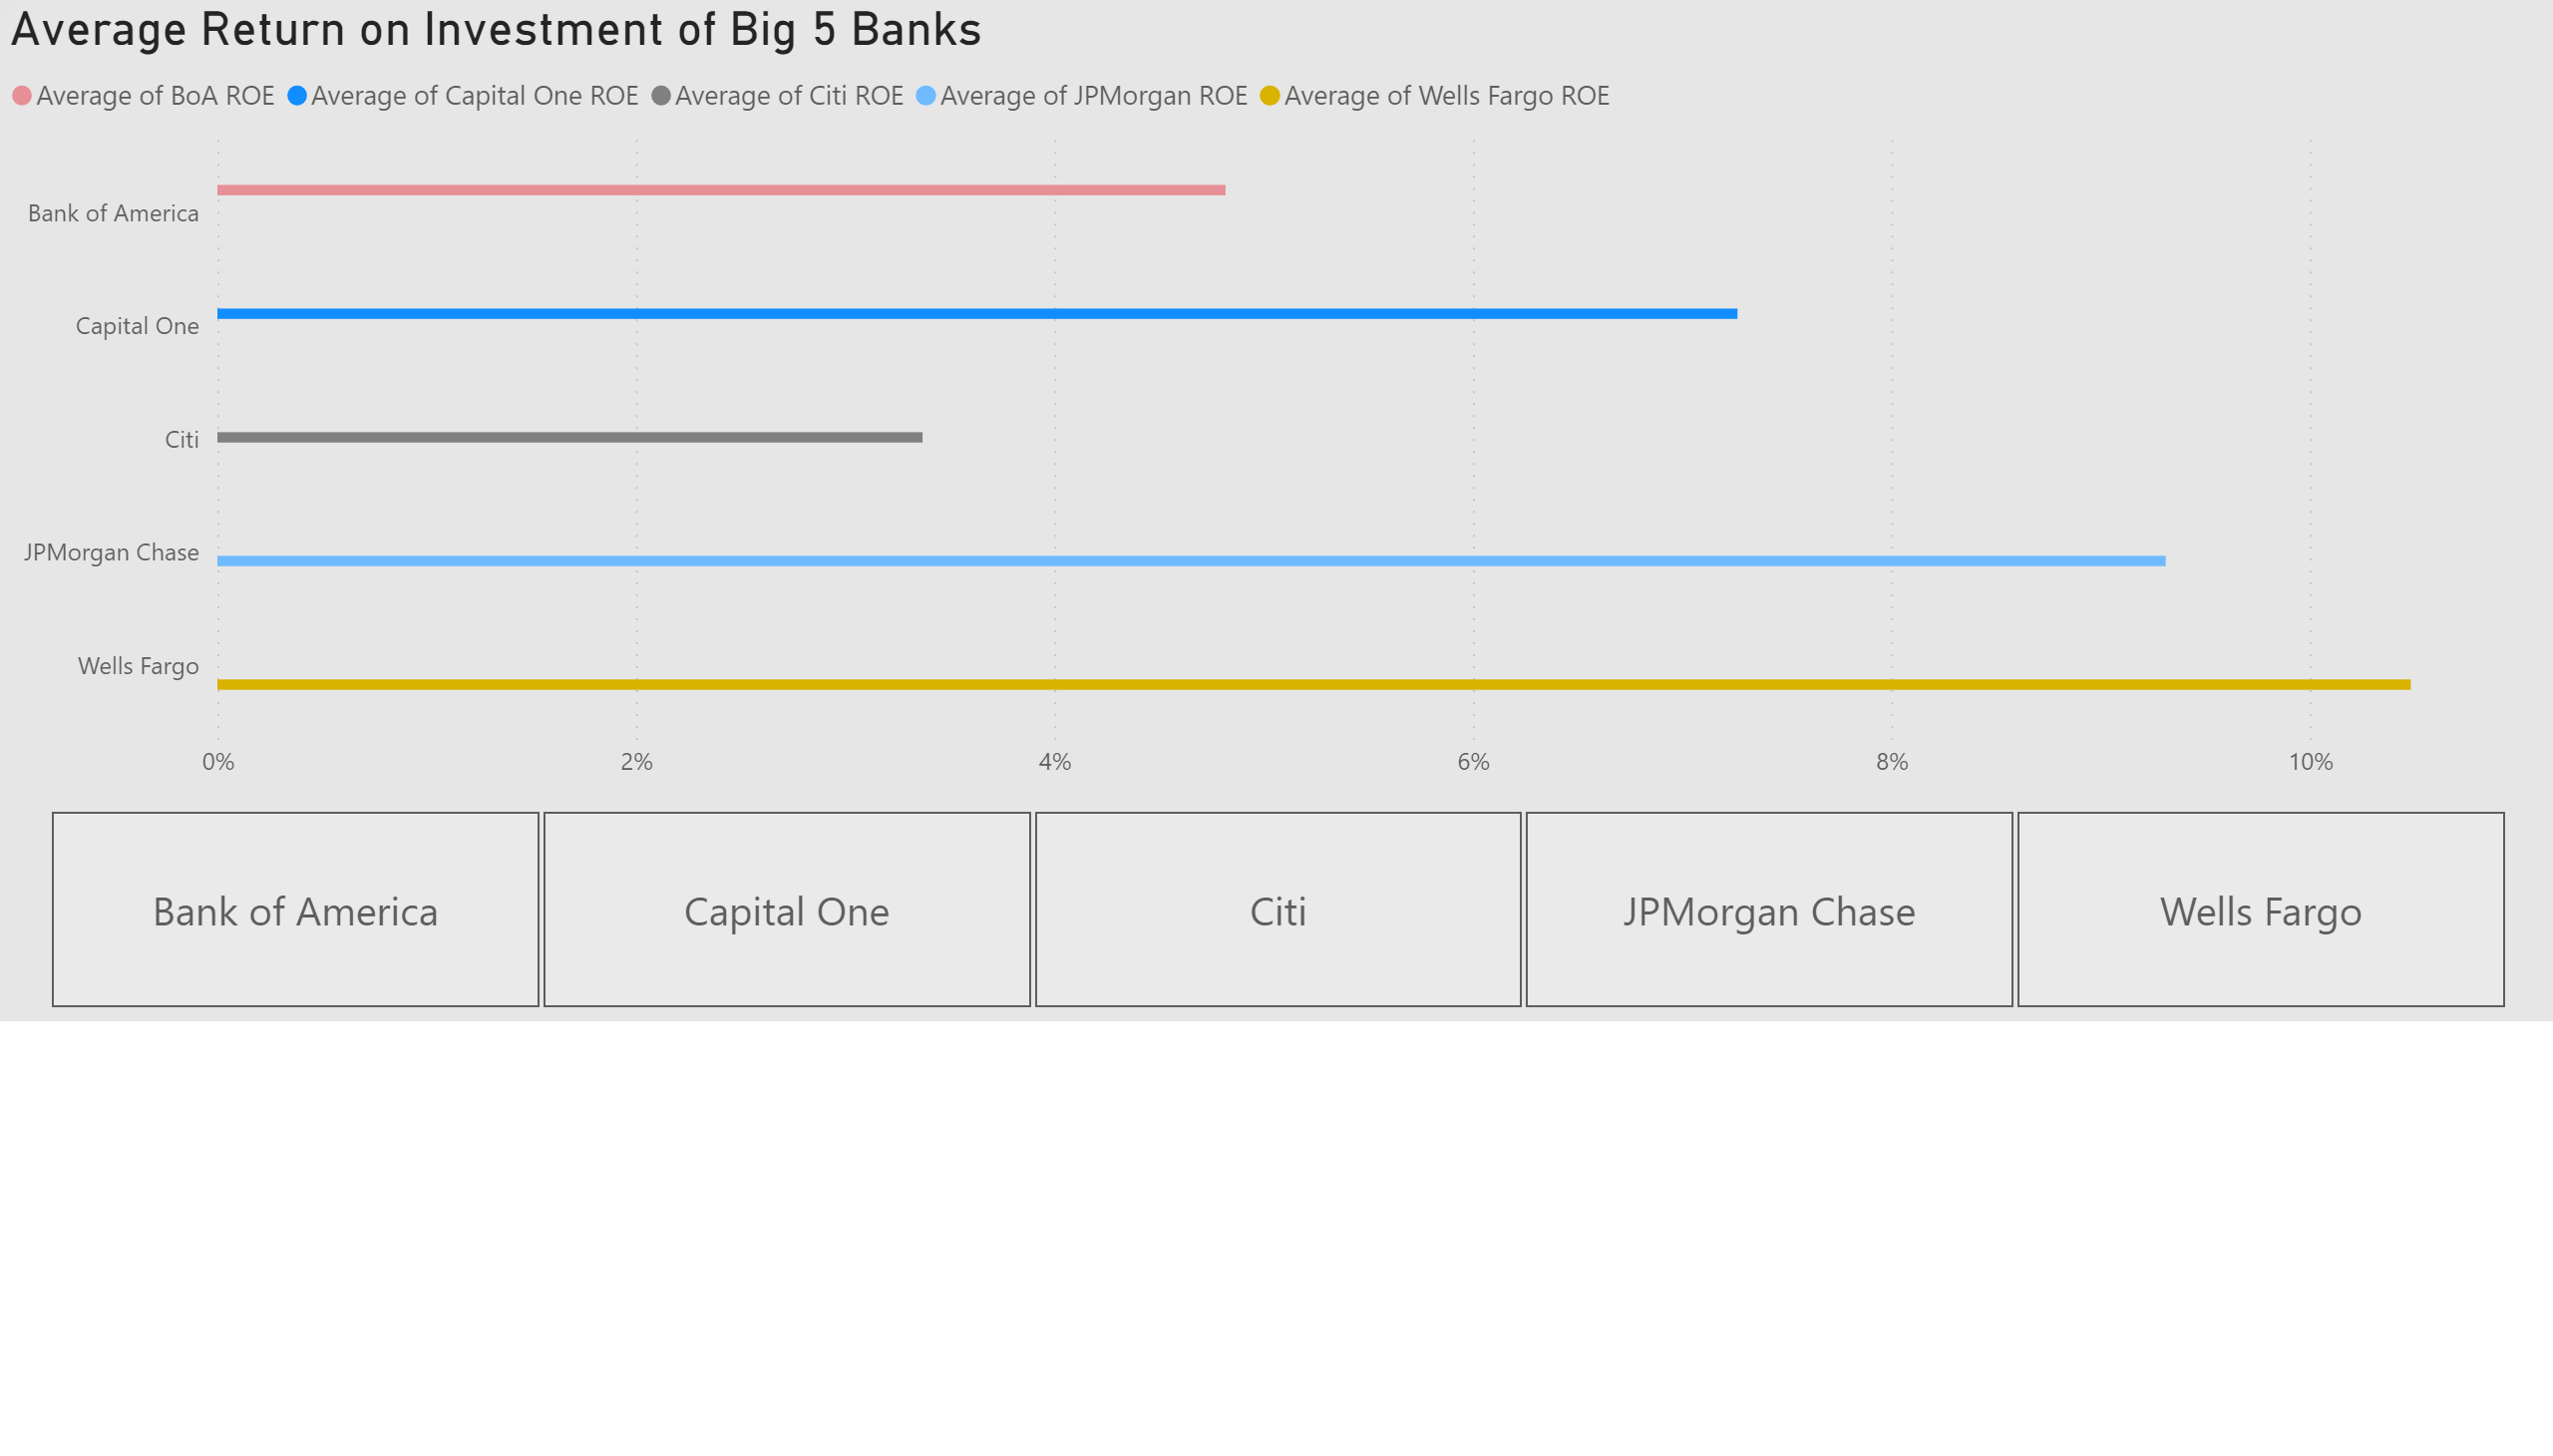 Average Return on Investment of Big 5 Banks
Average of BoA ROE Average of Capital One ROE Average of Citi ROE Average of JPMorgan ROE Average of Wells Fargo ROE
Bank of America
Capital One
Citi
JPMorgan Chase
Wells Fargo
0% 2% 4% 6% 8% 10%
Bank of America Capital One Citi JPMorgan Chase Wells Fargo